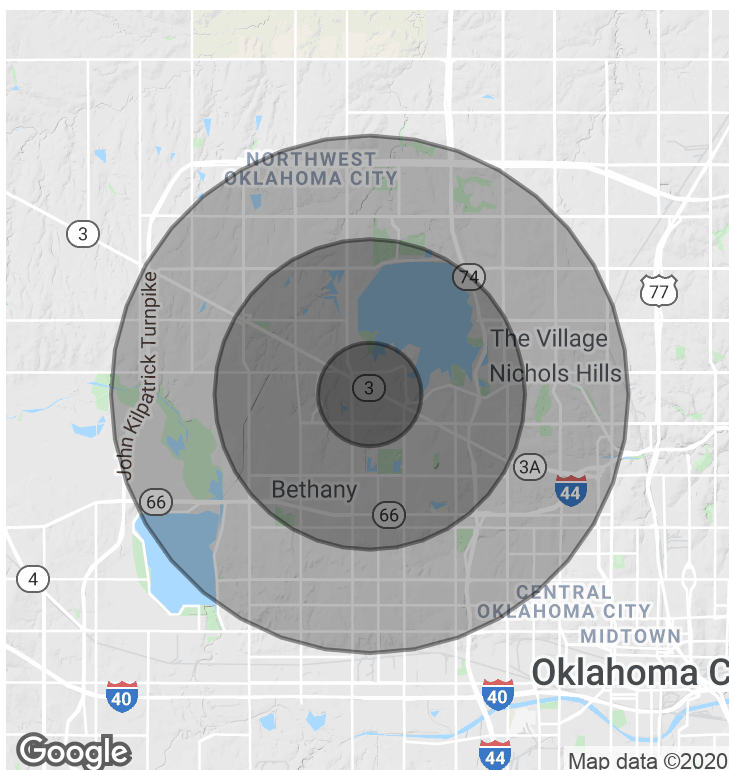 NORTHWEST
OKLAHOMA CITY
3
John Kilpatrick Turnpike
74
77
The Village
Nichols Hills
3
3A
44
Bethany
66
66
4
CENTRAL
OKLAHOMA CITY
MIDTOWN
Oklahoma C
40
40
44
Google
Map data ©2020